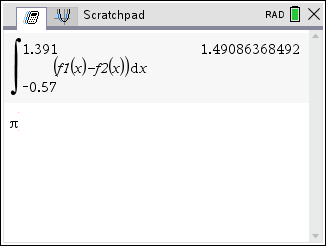 Scratchpad RAD
∫ 1.391 1.49086368492
(f1(x)−f2(x))dx
−0.57
π